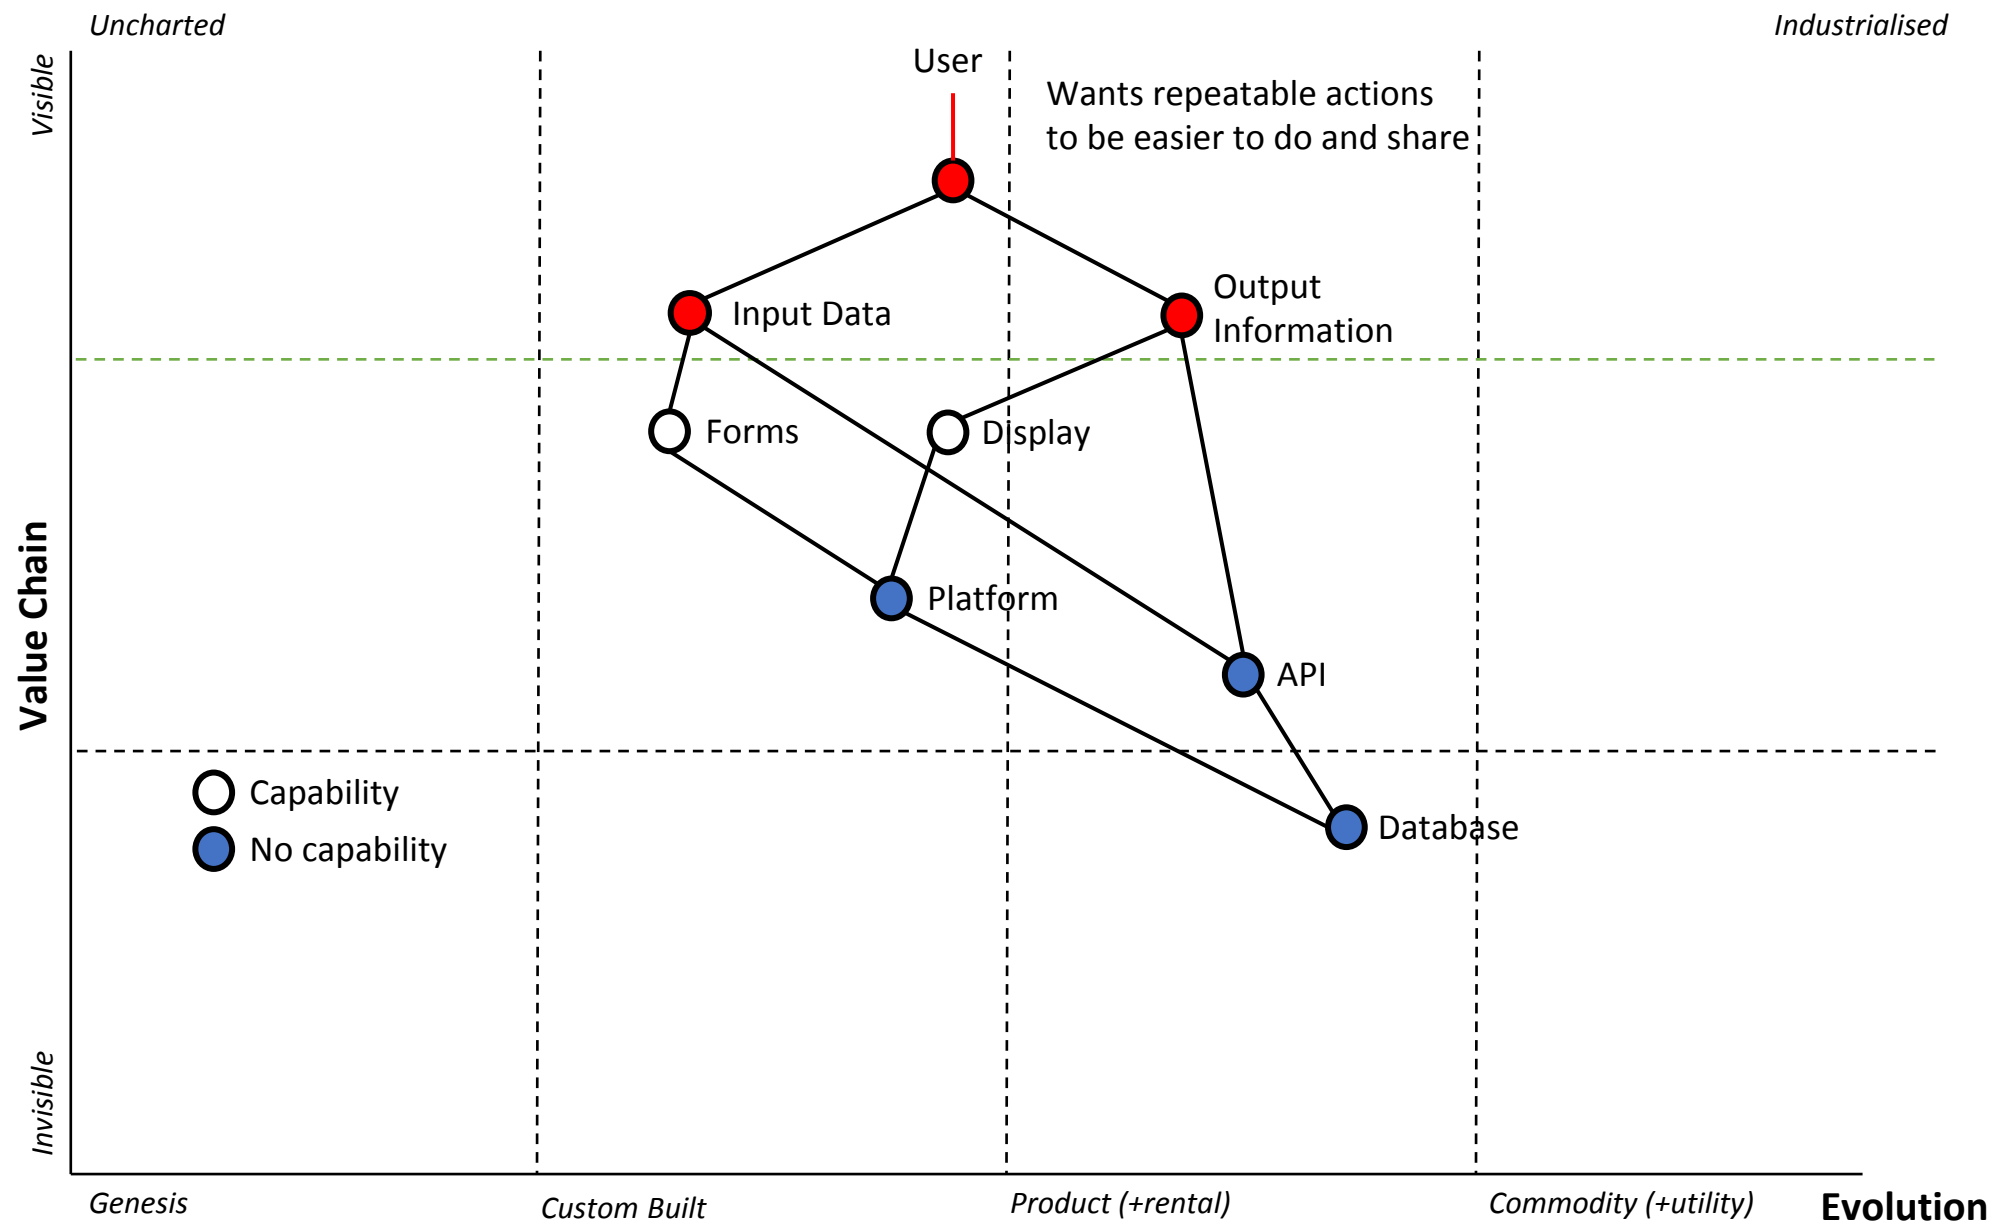 Uncharted
Industrialised
Visible
User
Wants repeatable actions
to be easier to do and share
Input Data
Output
Information
Forms
Display
Value Chain
Platform
API
Capability
No capability
Database
Invisible
Genesis
Custom Built
Product (+rental)
Commodity (+utility)
Evolution